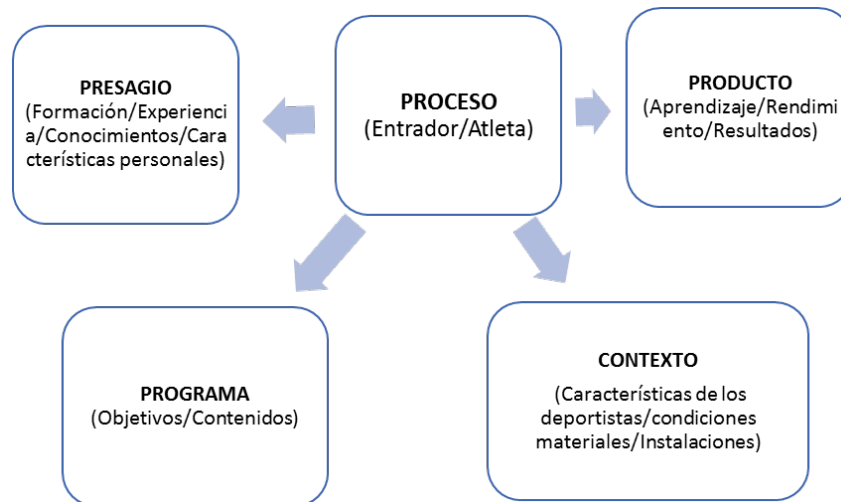 PRESAGIO
(Formación/Experienci
a/Conocimientos/Cara
cterísticas personales)
PROCESO
(Entrador/Atleta)
PRODUCTO
(Aprendizaje/Rendimi
ento/Resultados)
PROGRAMA
(Objetivos/Contenidos)
CONTEXTO
(Características de los
deportistas/condiciones
materiales/Instalaciones)